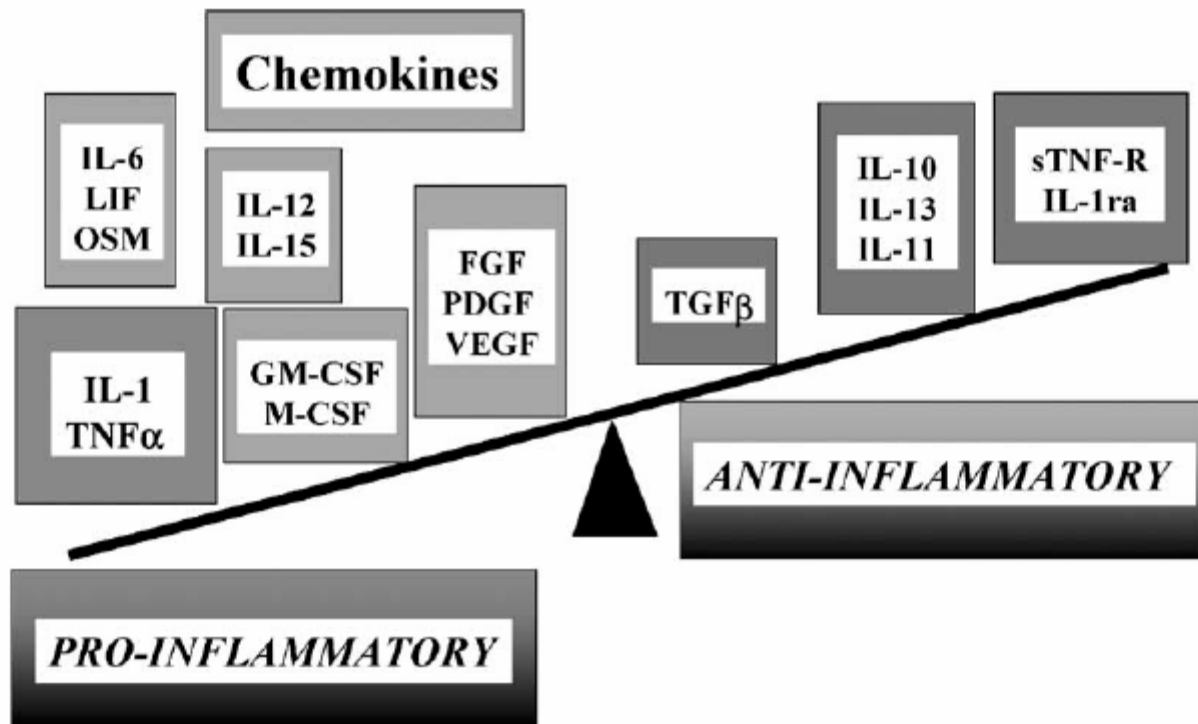 Chemokines
IL-6
LIF
OSM
IL-12
IL-15
FGF
PDGF
VEGF
IL-1
TNFα
GM-CSF
M-CSF
TGFβ
IL-10
IL-13
IL-11
sTNF-R
IL-1ra
ANTI-INFLAMMATORY
PRO-INFLAMMATORY